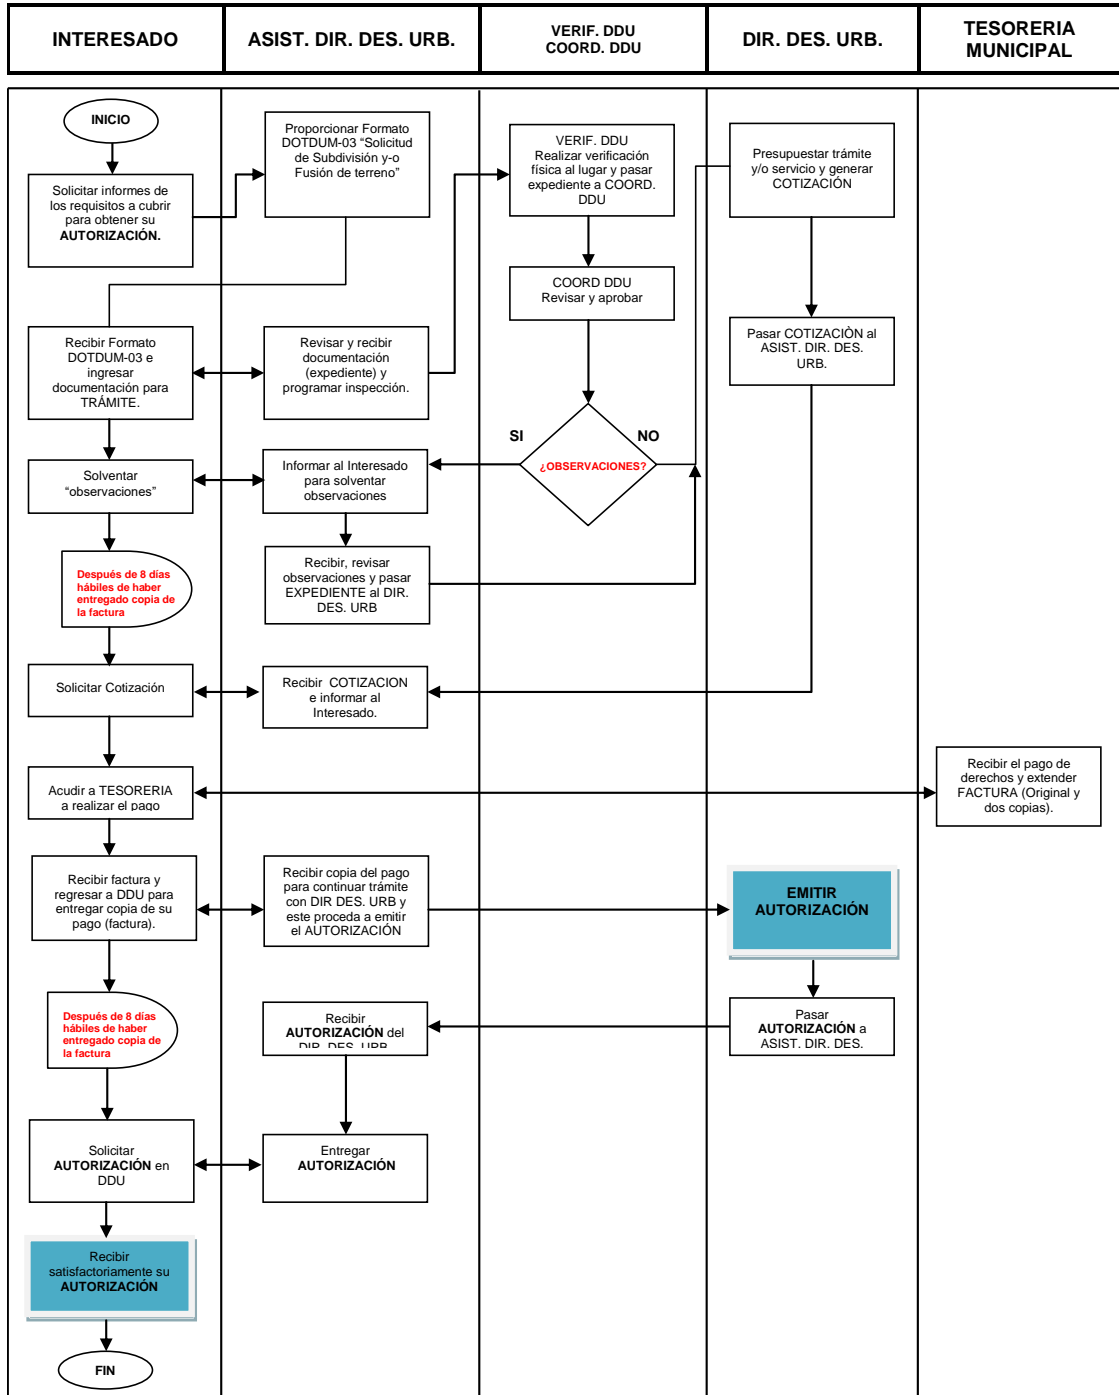 INTERESADO
ASIST. DIR. DES. URB.
VERIF. DDU
COORD. DDU
DIR. DES. URB.
TESORERIA
MUNICIPAL
INICIO
Solicitar informes de
los requisitos a cubrir
para obtener su
AUTORIZACIÓN.
Proporcionar Formato
DOTDUM-03 “Solicitud
de Subdivisión y-o
Fusión de terreno”
VERIF. DDU
Realizar verificación
física al lugar y pasar
expediente a COORD.
DDU
Presupuestar trámite
y/o servicio y generar
COTIZACIÓN
COORD DDU
Revisar y aprobar
Recibir Formato
DOTDUM-03 e
ingresar
documentación para
TRÁMITE.
Revisar y recibir
documentación
(expediente) y
programar inspección.
Pasar COTIZACIÒN al
ASIST. DIR. DES.
URB.
SI
NO
¿OBSERVACIONES?
Solventar
“observaciones”
Informar al Interesado
para solventar
observaciones
Recibir, revisar
observaciones y pasar
EXPEDIENTE al DIR.
DES. URB
Después de 8 días
hábiles de haber
entregado copia de
la factura
Solicitar Cotización
Recibir COTIZACION
e informar al
Interesado.
Acudir a TESORERIA
a realizar el pago
Recibir el pago de
derechos y extender
FACTURA (Original y
dos copias).
Recibir factura y
regresar a DDU para
entregar copia de su
pago (factura).
Recibir copia del pago
para continuar trámite
con DIR DES. URB y
este proceda a emitir
el AUTORIZACIÓN
EMITIR
AUTORIZACIÓN
Después de 8 días
hábiles de haber
entregado copia de
la factura
Recibir
AUTORIZACIÓN del
DIR. DES. URB
Pasar
AUTORIZACIÓN a
ASIST. DIR. DES.
Solicitar
AUTORIZACIÓN en
DDU
Entregar
AUTORIZACIÓN
Recibir
satisfactoriamente su
AUTORIZACIÓN
FIN